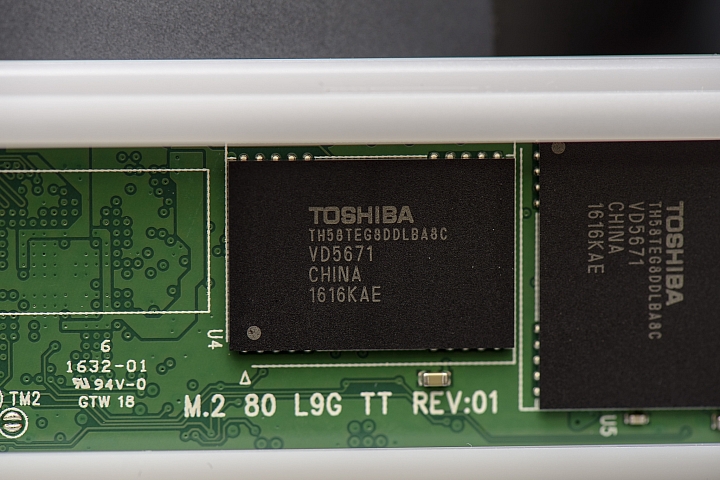 TOSHIBA
TH58TEG8DDLBA8C
VD5671
CHINA
1616KAE
TOSHIBA
TH58TEG8DDLBA8C
VD5671
CHINA
1616KAE
U4
6
1632-01
94V-0
GTW 18
TM2
M.2 80 L9G TT REV:01
U5